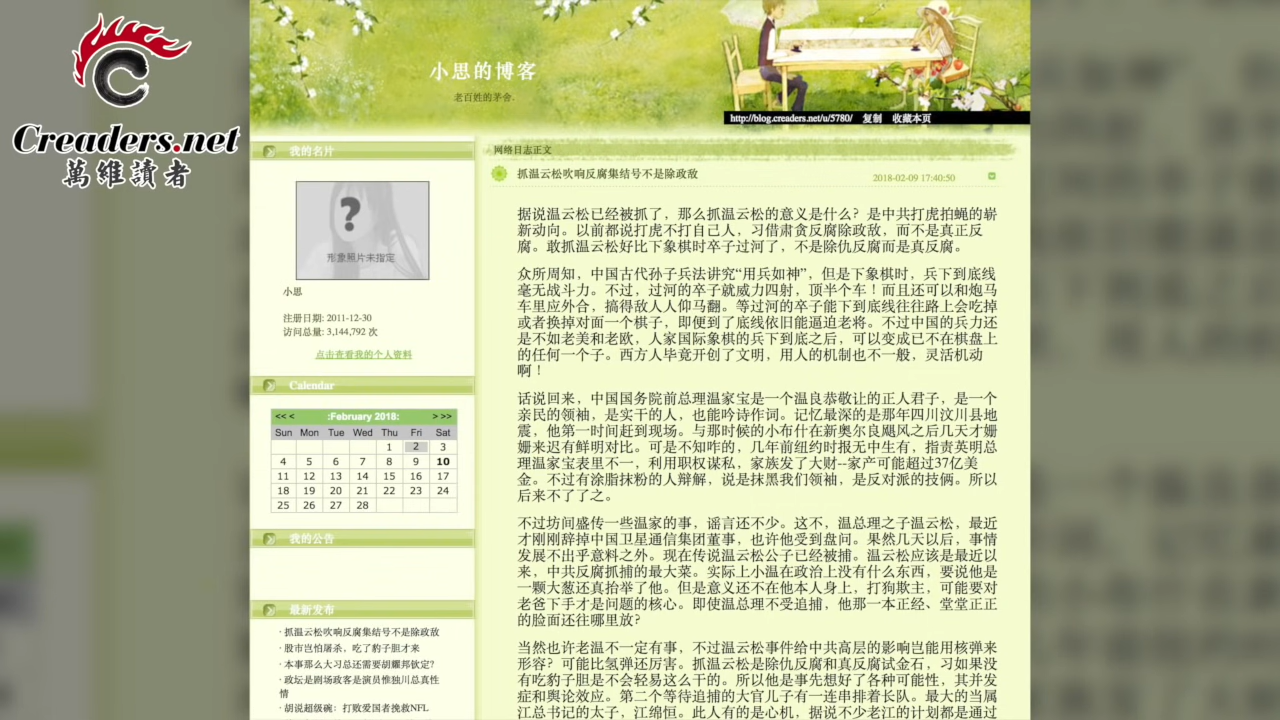 Creaders.net
萬維讀者
小思的博客
老百姓的茅舍.
http://blog.creaders.net/u/5780/ 复制 收藏本页
我的名片
形象照片未指定
小思
注册日期: 2011-12-30
访问总量: 3,144,792 次
点击查看我的个人资料
Calendar
<< < :February 2018: > >>
Sun Mon Tue Wed Thu Fri Sat
1 2 3
4 5 6 7 8 9 10
11 12 13 14 15 16 17
18 19 20 21 22 23 24
25 26 27 28
我的公告
最新发布
· 抓温云松吹响反腐集结号不是除政敌
· 股市岂怕屠杀，吃了豹子胆才来
· 本事那么大习总还需要胡耀邦钦定?
· 政坛是剧场政客是演员惟独川总真性
情
· 胡说超级碗：打败爱国者挽救NFL
网络日志正文
抓温云松吹响反腐集结号不是除政敌 2018-02-09 17:40:50
据说温云松已经被抓了，那么抓温云松的意义是什么？是中共打虎拍蝇的崭
新动向。以前都说打虎不打自己人，习借肃贪反腐除政敌，而不是真正反
腐。敢抓温云松好比下象棋时卒子过河了，不是除仇反腐而是真反腐。
众所周知，中国古代孙子兵法讲究“用兵如神”，但是下象棋时，兵下到底线
毫无战斗力。不过，过河的卒子就威力四射，顶半个车！而且还可以和炮马
车里应外合，搞得敌人人仰马翻。等过河的卒子能下到底线往往路上会吃掉
或者换掉对面一个棋子，即便到了底线依旧能逼迫老将。不过中国的兵力还
是不如老美和老欧，人家国际象棋的兵下到底之后，可以变成已不在棋盘上
的任何一个子。西方人毕竟开创了文明，用人的机制也不一般，灵活机动
啊！
话说回来，中国国务院前总理温家宝是一个温良恭敬让的正人君子，是一个
亲民的领袖，是实干的人，也能吟诗作词。记忆最深的是那年四川汶川县地
震，他第一时间赶到现场。与那时候的小布什在新奥尔良飓风之后几天才姗
姗来迟有鲜明对比。可是不知咋的，几年前纽约时报无中生有，指责英明总
理温家宝表里不一，利用职权谋私，家族发了大财--家产可能超过37亿美
金。不过有涂脂抹粉的人辩解，说是抹黑我们领袖，是反对派的技俩。所以
后来不了了之。
不过坊间盛传一些温家的事，谣言还不少。这不，温总理之子温云松，最近
才刚刚辞掉中国卫星通信集团董事，也许他受到盘问。果然几天以后，事情
发展不出乎意料之外。现在传说温云松公子已经被捕。温云松应该是最近以
来，中共反腐抓捕的最大菜。实际上小温在政治上没有什么东西，要说他是
一颗大葱还真抬举了他。但是意义还不在他本人身上，打狗欺主，可能要对
老爸下手才是问题的核心。即使温总理不受追捕，他那一本正经、堂堂正正
的脸面还往哪里放?
当然也许老温不一定有事，不过温云松事件给中共高层的影响岂能用核弹来
形容？可能比氢弹还厉害。抓温云松是除仇反腐和真反腐试金石，习如果没
有吃豹子胆是不会轻易这么干的。所以他是事先想好了各种可能性，其并发
症和舆论效应。第二个等待追捕的大官儿子有一连串排着长队。最大的当属
江总书记的太子，江绵恒。此人有的是心机，据说不少老江的计划都是通过